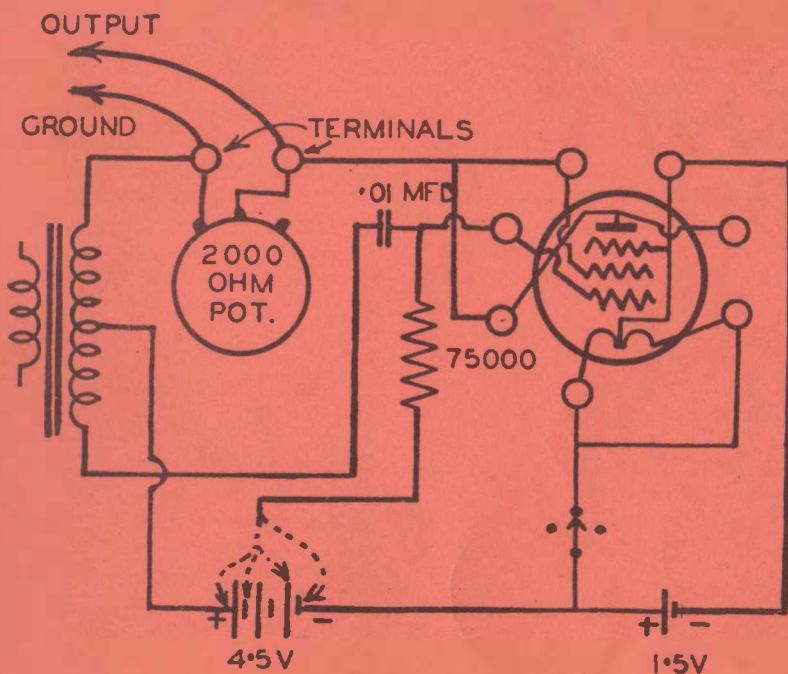 OUTPUT
GROUND
TERMINALS
.01 MFD
2000
OHM
POT.
75000
+
-
+ -
4.5V
1.5V